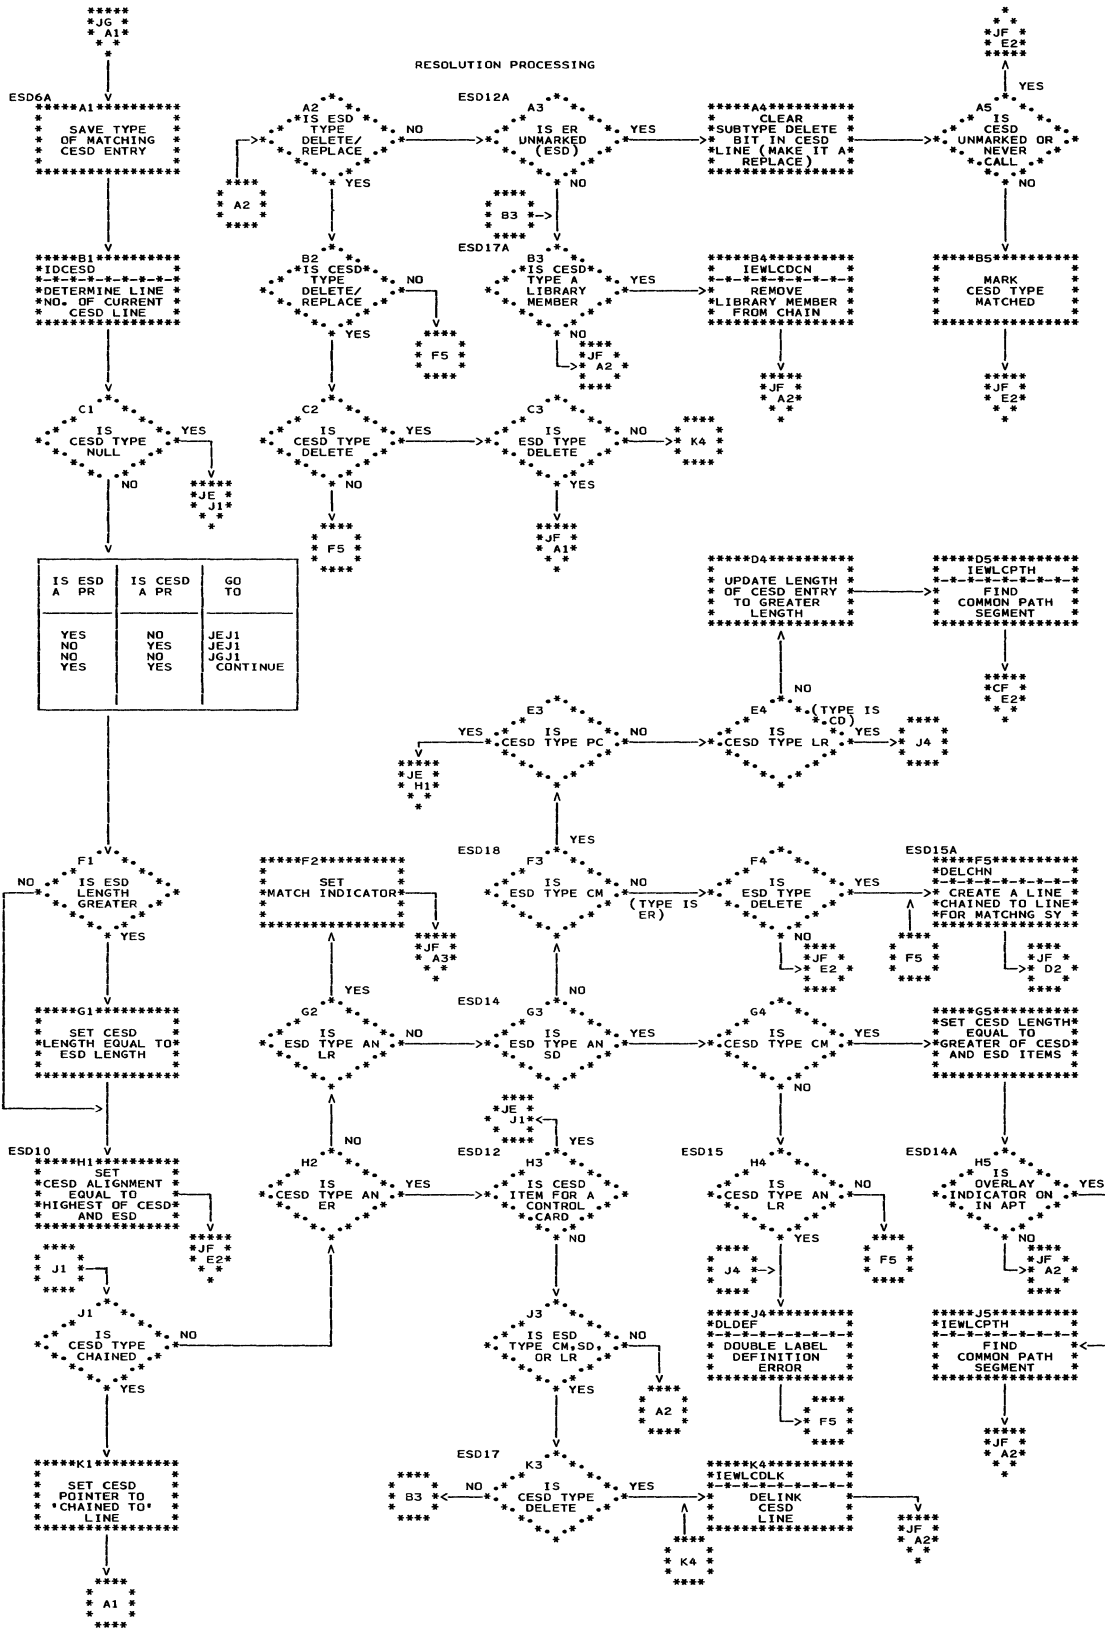 JG
A1
RESOLUTION PROCESSING
JF
E2
YES
ESD6A
A1
SAVE TYPE
OF MATCHING
CESD ENTRY
A2
IS ESD
TYPE
DELETE/
REPLACE
NO
YES
A2
ESD12A
A3
IS ER
UNMARKED
(ESD)
YES
NO
B3
A4
CLEAR
SUBTYPE DELETE
BIT IN CESD
LINE (MAKE IT A
REPLACE)
A5
IS
CESD
UNMARKED OR
NEVER
CALL
NO
B1
IDCESD
DETERMINE LINE
NO. OF CURRENT
CESD LINE
B2
IS CESD
TYPE
DELETE/
REPLACE
NO
YES
F5
ESD17A
B3
IS CESD
TYPE A
LIBRARY
MEMBER
YES
NO
JF
A2
B4
IEWLCDCN
REMOVE
LIBRARY MEMBER
FROM CHAIN
JF
A2
B5
MARK
CESD TYPE
MATCHED
JF
E2
C1
IS
CESD TYPE
NULL
YES
NO
JE
J1
C2
IS
CESD TYPE
DELETE
YES
NO
F5
C3
IS
ESD TYPE
DELETE
NO
K4
YES
JF
A1
IS ESD
A PR
IS CESD
A PR
GO
TO
YES NO JEJ1
NO YES JEJ1
NO NO JGJ1
YES YES CONTINUE
D4
UPDATE LENGTH
OF CESD ENTRY
TO GREATER
LENGTH
D5
IEWLCPTH
FIND
COMMON PATH
SEGMENT
CF
E2
E3
IS
CESD TYPE PC
YES
JE
H1
NO
E4
NO
(TYPE IS
CD)
IS
CESD TYPE LR
YES
J4
F1
IS ESD
LENGTH
GREATER
NO
YES
F2
SET
MATCH INDICATOR
JF
A3
ESD18
YES
F3
IS
ESD TYPE CM
NO
(TYPE IS
ER)
F4
IS
ESD TYPE
DELETE
YES
NO
JF
E2
F5
ESD15A
F5
DELCHN
CREATE A LINE
CHAINED TO LINE
FOR MATCHNG SY
JF
D2
G1
SET CESD
LENGTH EQUAL TO
ESD LENGTH
YES
G2
IS
ESD TYPE AN
LR
NO
ESD14
NO
G3
IS
ESD TYPE AN
SD
YES
G4
IS
CESD TYPE CM
YES
NO
G5
SET CESD LENGTH
EQUAL TO
GREATER OF CESD
AND ESD ITEMS
ESD10
H1
SET
CESD ALIGNMENT
EQUAL TO
HIGHEST OF CESD
AND ESD
JF
E2
NO
H2
IS
CESD TYPE AN
ER
YES
JE
J1
YES
ESD12
H3
IS CESD
ITEM FOR A
CONTROL
CARD
NO
ESD15
H4
IS
CESD TYPE AN
LR
NO
YES
F5
ESD14A
H5
IS
OVERLAY
INDICATOR ON
IN APT
YES
NO
JF
A2
J1
J1
IS
CESD TYPE
CHAINED
NO
YES
J3
IS ESD
TYPE CM,SD,
OR LR
NO
YES
A2
J4
J4
DLDEF
DOUBLE LABEL
DEFINITION
ERROR
F5
J5
IEWLCPTH
FIND
COMMON PATH
SEGMENT
JF
A2
K1
SET CESD
POINTER TO
'CHAINED TO'
LINE
A1
ESD17
K3
IS
CESD TYPE
DELETE
NO
B3
YES
K4
K4
IEWLCDLK
DELINK
CESD
LINE
JF
A2